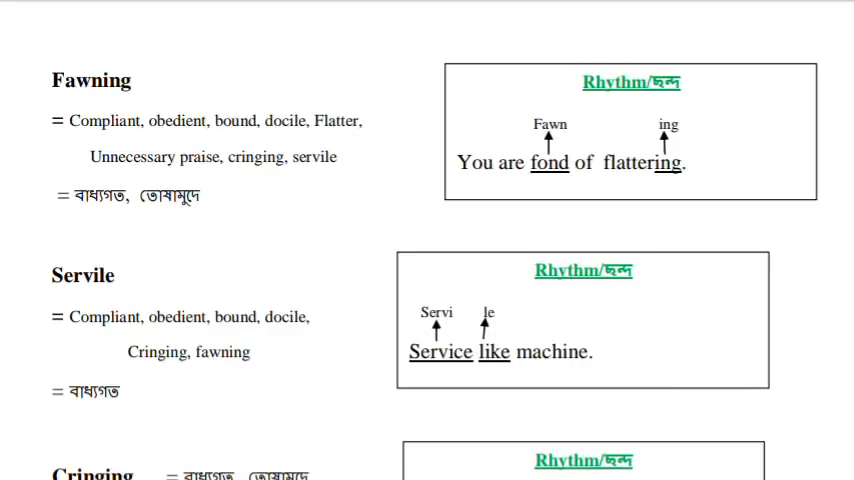 Fawning
= Compliant, obedient, bound, docile, Flatter,
Unnecessary praise, cringing, servile
= বাধ্যগত, তোষামুদে
Rhythm/ছন্দ
Fawn ing
You are fond of flattering.
Servile
= Compliant, obedient, bound, docile,
Cringing, fawning
= বাধ্যগত
Rhythm/ছন্দ
Servi le
Service like machine.
Cringing = বাধ্যগত, তোষামুদে
Rhythm/ছন্দ